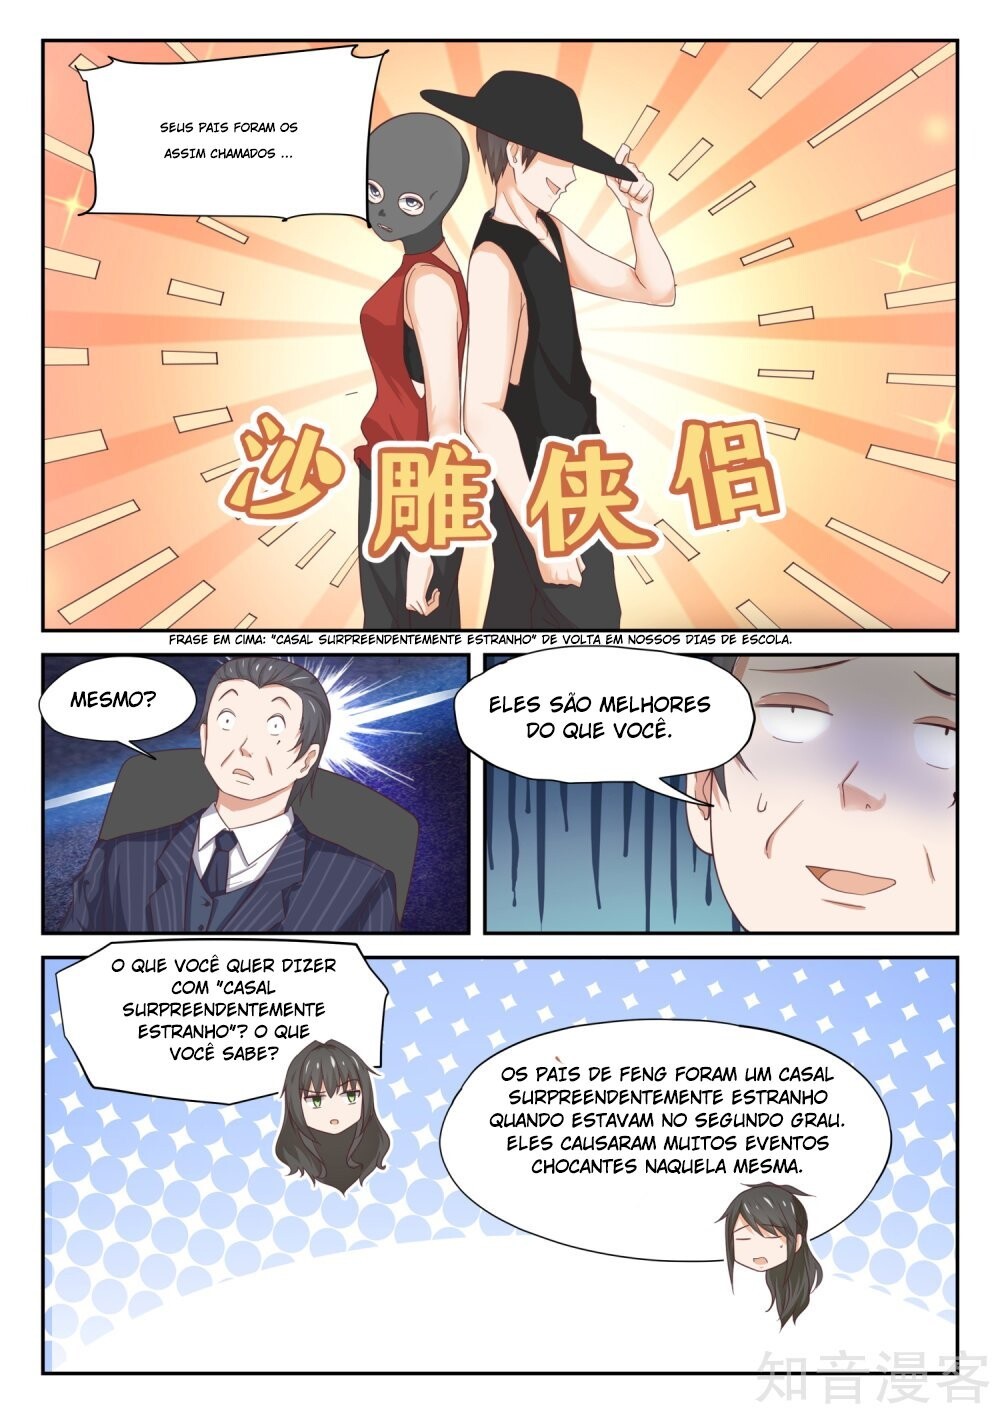 SEUS PAIS FORAM OS
ASSIM CHAMADOS ...
沙雕侠侣
FRASE EM CIMA: "CASAL SURPREENDENTEMENTE ESTRANHO" DE VOLTA EM NOSSOS DIAS DE ESCOLA.
MESMO?
ELES SÃO MELHORES
DO QUE VOCÊ.
O QUE VOCÊ QUER DIZER
COM "CASAL
SURPREENDENTEMENTE
ESTRANHO"? O QUE
VOCÊ SABE?
OS PAIS DE FENG FORAM UM CASAL
SURPREENDENTEMENTE ESTRANHO
QUANDO ESTAVAM NO SEGUNDO GRAU.
ELES CAUSARAM MUITOS EVENTOS
CHOCANTES NAQUELA MESMA.
知音漫客